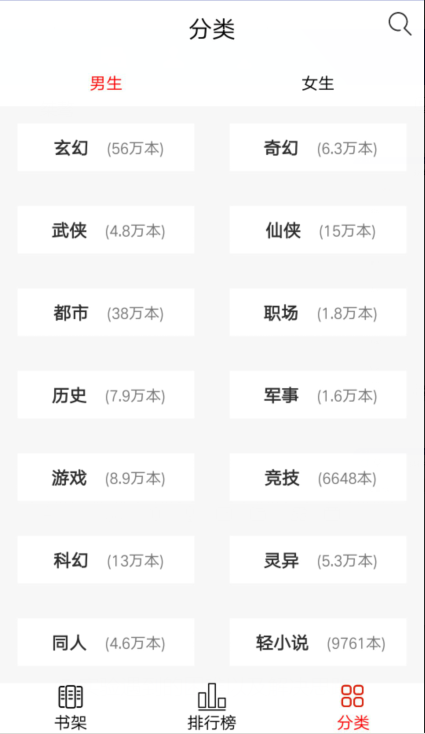 分类
男生 女生
玄幻 (56万本) 奇幻 (6.3万本)
武侠 (4.8万本) 仙侠 (15万本)
都市 (38万本) 职场 (1.8万本)
历史 (7.9万本) 军事 (1.6万本)
游戏 (8.9万本) 竞技 (6648本)
科幻 (13万本) 灵异 (5.3万本)
同人 (4.6万本) 轻小说 (9761本)
书架 排行榜 分类